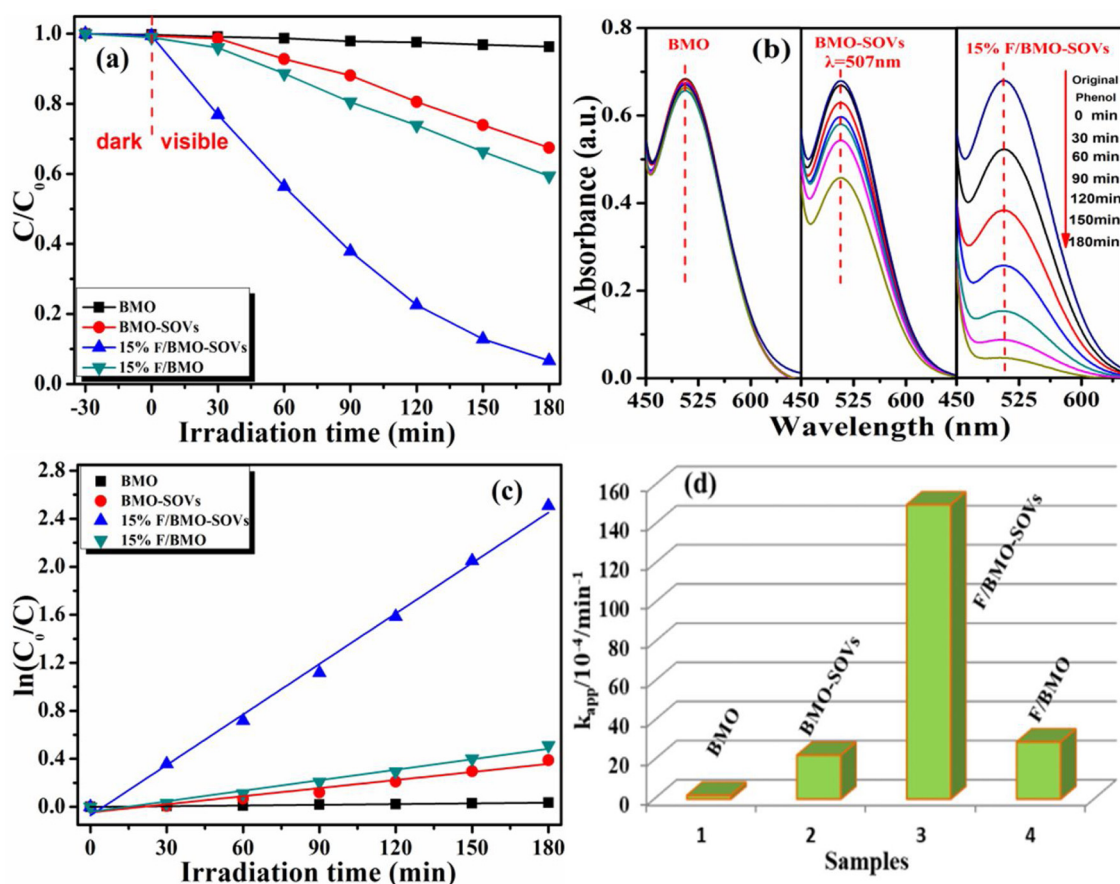 (a)
dark
visible
C/C₀
1.0
0.8
0.6
0.4
0.2
0.0
BMO
BMO-SOVs
15% F/BMO-SOVs
15% F/BMO
-30 0 30 60 90 120 150 180
Irradiation time (min)
(b)
BMO
BMO-SOVs
λ=507nm
15% F/BMO-SOVs
Original
Phenol
0 min
30 min
60 min
90 min
120min
150min
180min
Absorbance (a.u.)
0.8
0.6
0.4
0.2
0.0
450 525 600 450 525 600 450 525 600
Wavelength (nm)
(c)
BMO
BMO-SOVs
15% F/BMO-SOVs
15% F/BMO
ln(C₀/C)
2.8
2.4
2.0
1.6
1.2
0.8
0.4
0.0
0 30 60 90 120 150 180
Irradiation time (min)
(d)
kapp/10⁻⁴/min⁻¹
160
140
120
100
80
60
40
20
0
BMO
BMO-SOVs
F/BMO-SOVs
F/BMO
1 2 3 4
Samples